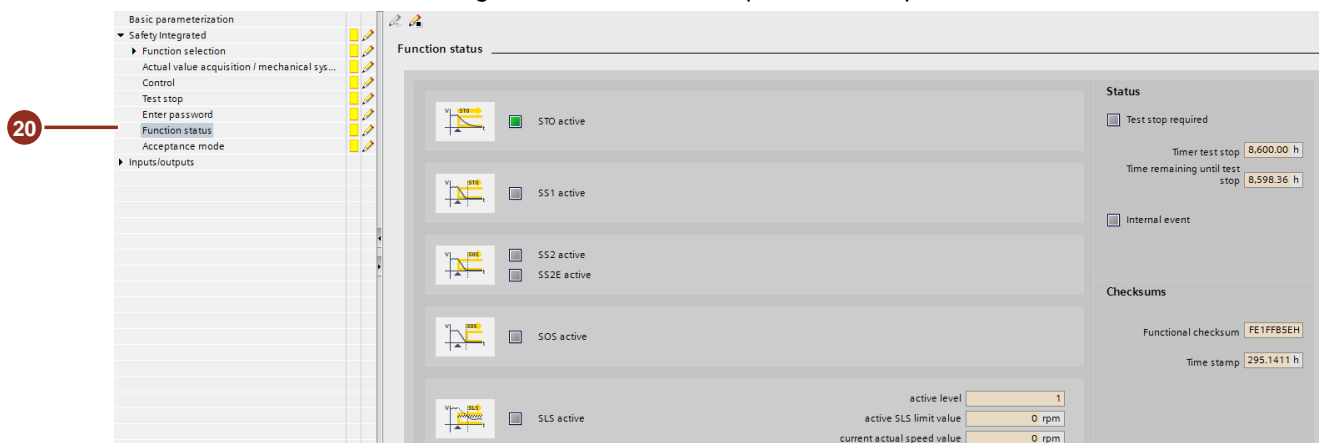 Basic parameterization
Safety Integrated
Function selection
Actual value acquisition / mechanical sys...
Control
Test stop
Enter password
Function status
Acceptance mode
Inputs/outputs
20
Function status
V STO t
STO active
V STO t
SS1 active
V SOS t
SS2 active
SS2E active
V SOS t
SOS active
V SLS t
SLS active
active level 1
active SLS limit value 0 rpm
current actual speed value 0 rpm
Status
Test stop required
Timer test stop 8,600.00 h
Time remaining until test
stop 8,598.36 h
Internal event
Checksums
Functional checksum FE1FFB5EH
Time stamp 295.1411 h